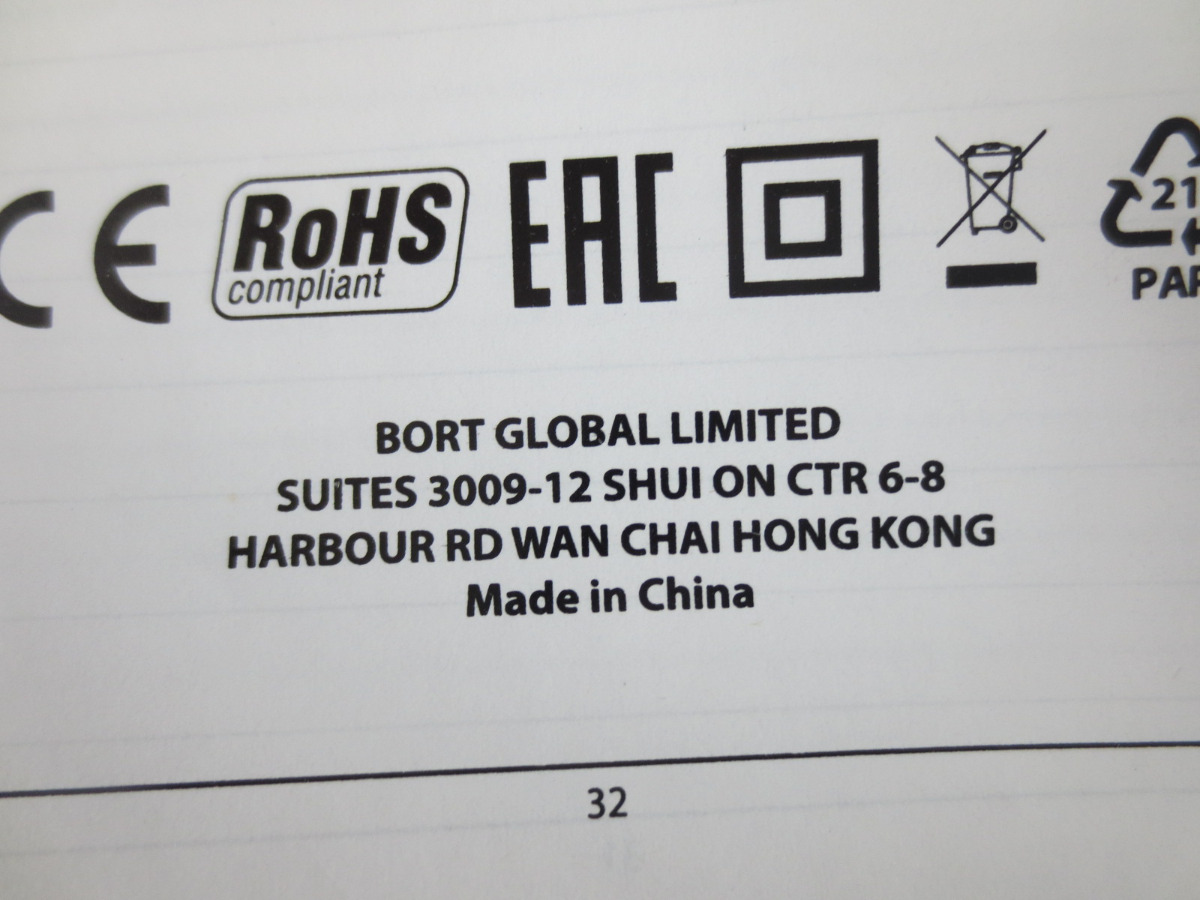 CE RoHS EAC 21
compliant PAP
BORT GLOBAL LIMITED
SUITES 3009-12 SHUI ON CTR 6-8
HARBOUR RD WAN CHAI HONG KONG
Made in China
32